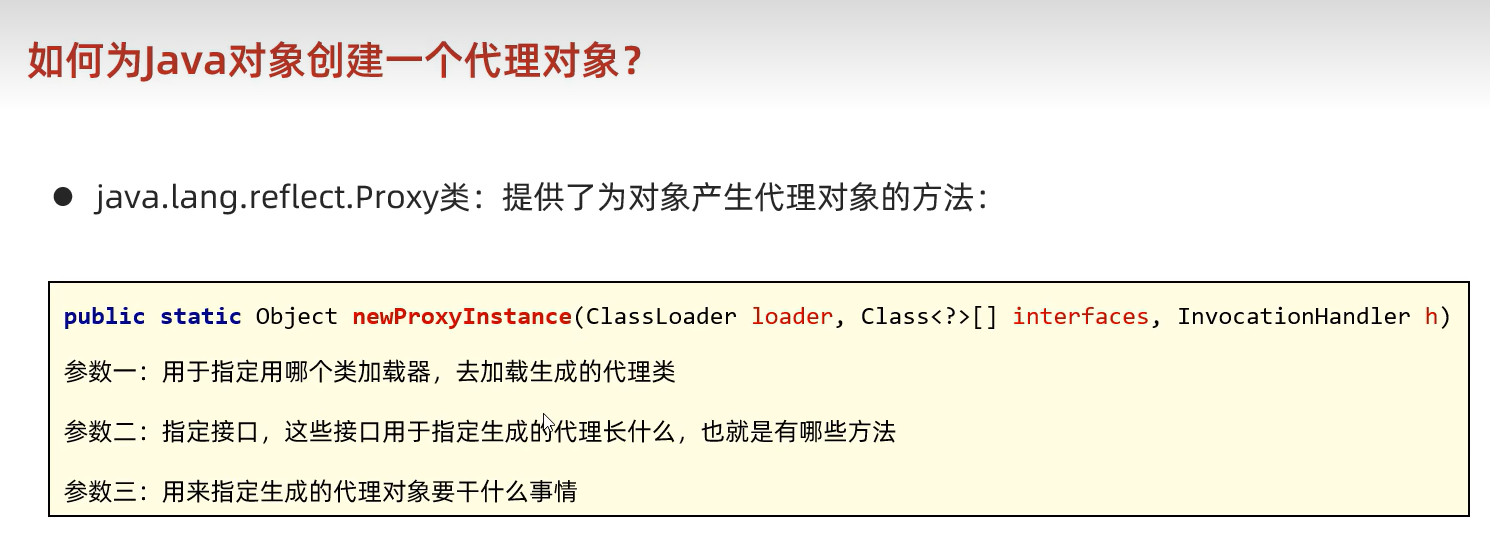 如何为Java对象创建一个代理对象？
● java.lang.reflect.Proxy类：提供了为对象产生代理对象的方法：
public static Object newProxyInstance(ClassLoader loader, Class<?>[] interfaces, InvocationHandler h)
参数一：用于指定用哪个类加载器，去加载生成的代理类
参数二：指定接口，这些接口用于指定生成的代理长什么，也就是有哪些方法
参数三：用来指定生成的代理对象要干什么事情